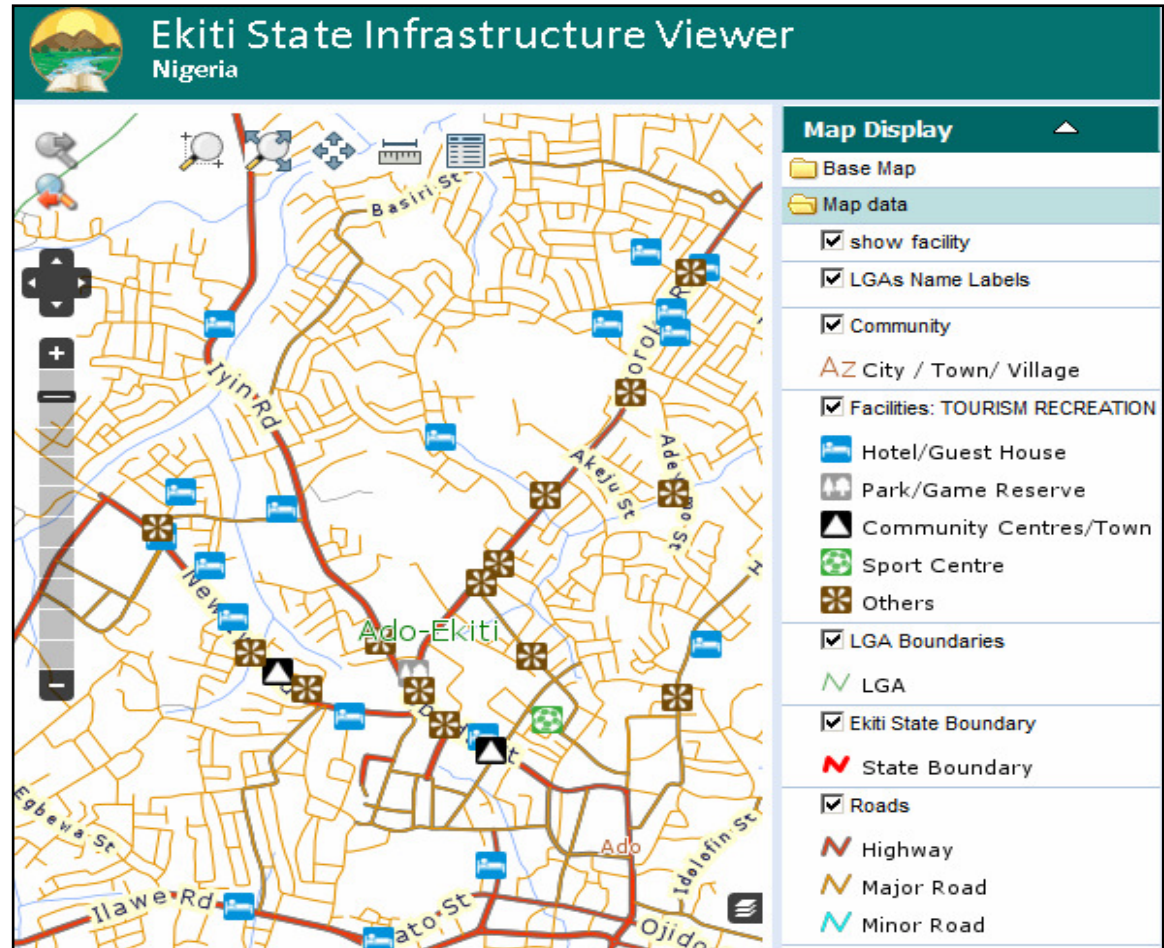 Ekiti State Infrastructure Viewer
Nigeria
Map Display
Base Map
Map data
show facility
LGAs Name Labels
Community
AZ City / Town/ Village
Facilities: TOURISM RECREATION
Hotel/Guest House
Park/Game Reserve
Community Centres/Town
Sport Centre
Others
LGA Boundaries
LGA
Ekiti State Boundary
State Boundary
Roads
Highway
Major Road
Minor Road
Basiri St
Iyin Rd
Akeju St
Ado-Ekiti
Ado
Egbewa St
Idolofin St
Ilawe Rd